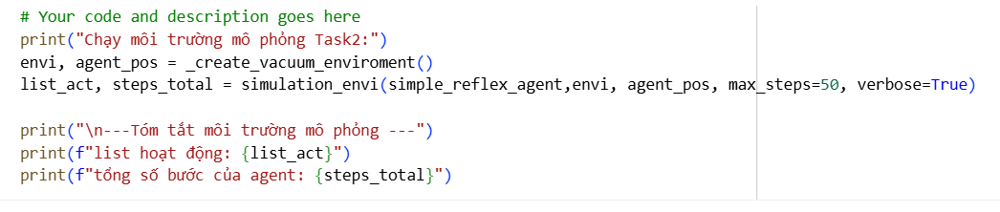 # Your code and description goes here
print("Chạy môi trường mô phỏng Task2:")
envi, agent_pos = _create_vacuum_enviroment()
list_act, steps_total = simulation_envi(simple_reflex_agent,envi, agent_pos, max_steps=50, verbose=True)
print("\n---Tóm tắt môi trường mô phỏng ---")
print(f"list hoạt động: {list_act}")
print(f"tổng số bước của agent: {steps_total}")